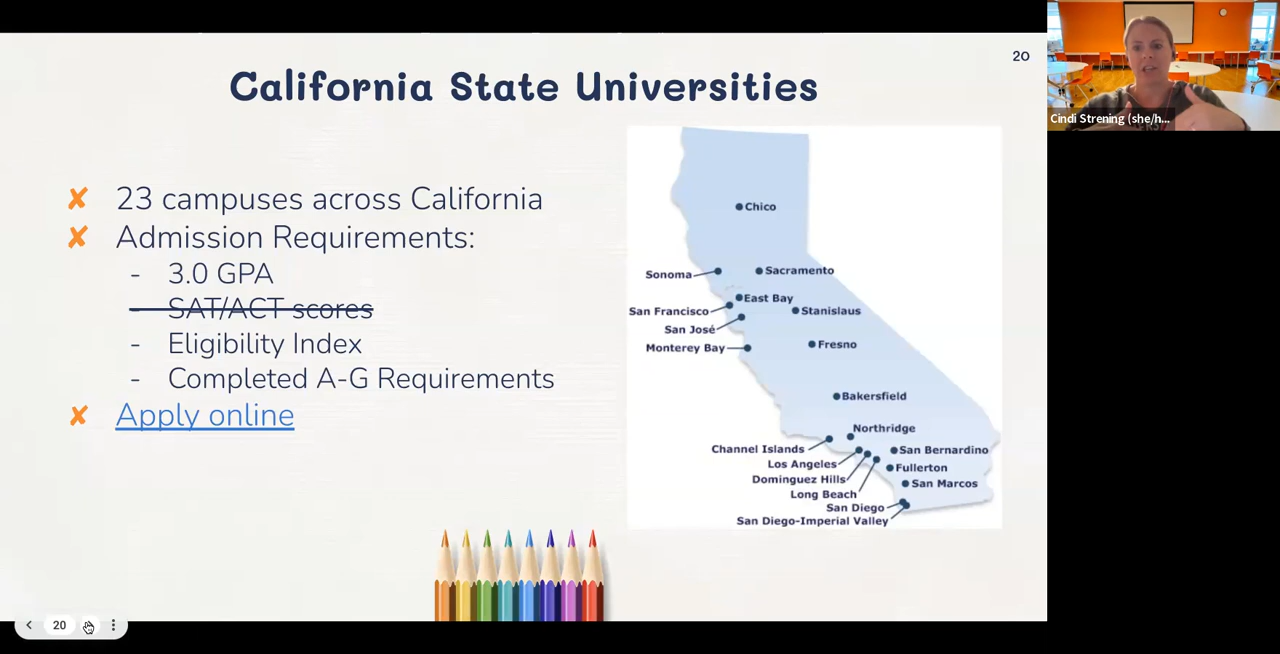 California State Universities
20
Cindi Strening (she/h...
✘ 23 campuses across California
✘ Admission Requirements:
- 3.0 GPA
- SAT/ACT scores
- Eligibility Index
- Completed A-G Requirements
✘ Apply online
Chico
Sonoma
Sacramento
East Bay
San Francisco
Stanislaus
San José
Monterey Bay
Fresno
Bakersfield
Northridge
Channel Islands
San Bernardino
Los Angeles
Fullerton
Dominguez Hills
San Marcos
Long Beach
San Diego
San Diego-Imperial Valley
20